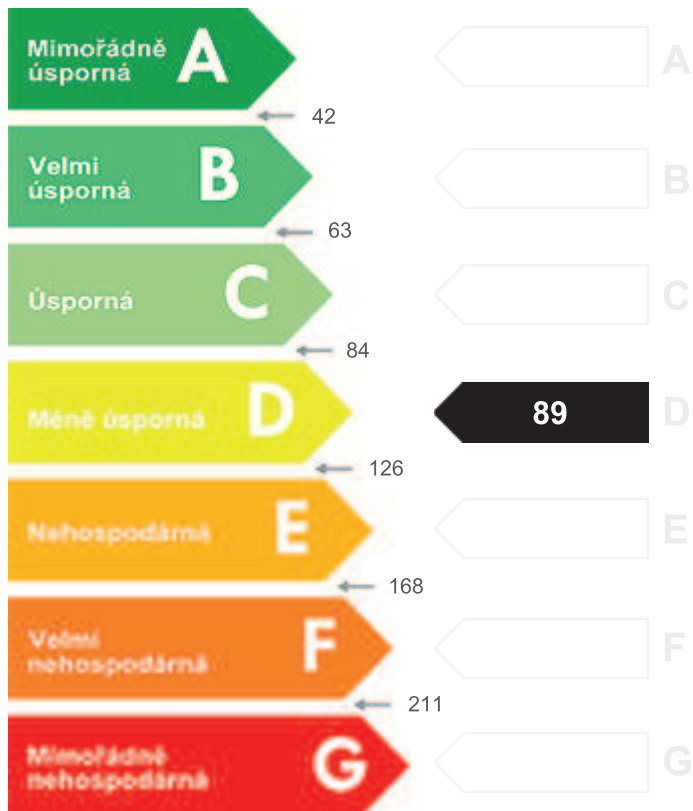 Mimořádně
úsporná
A
A
42
Velmi
úsporná
B
B
63
Úsporná
C
C
84
Méně úsporná
D
89
D
126
Nehospodárná
E
E
168
Velmi
nehospodárná
F
F
211
Mimořádně
nehospodárná
G
G